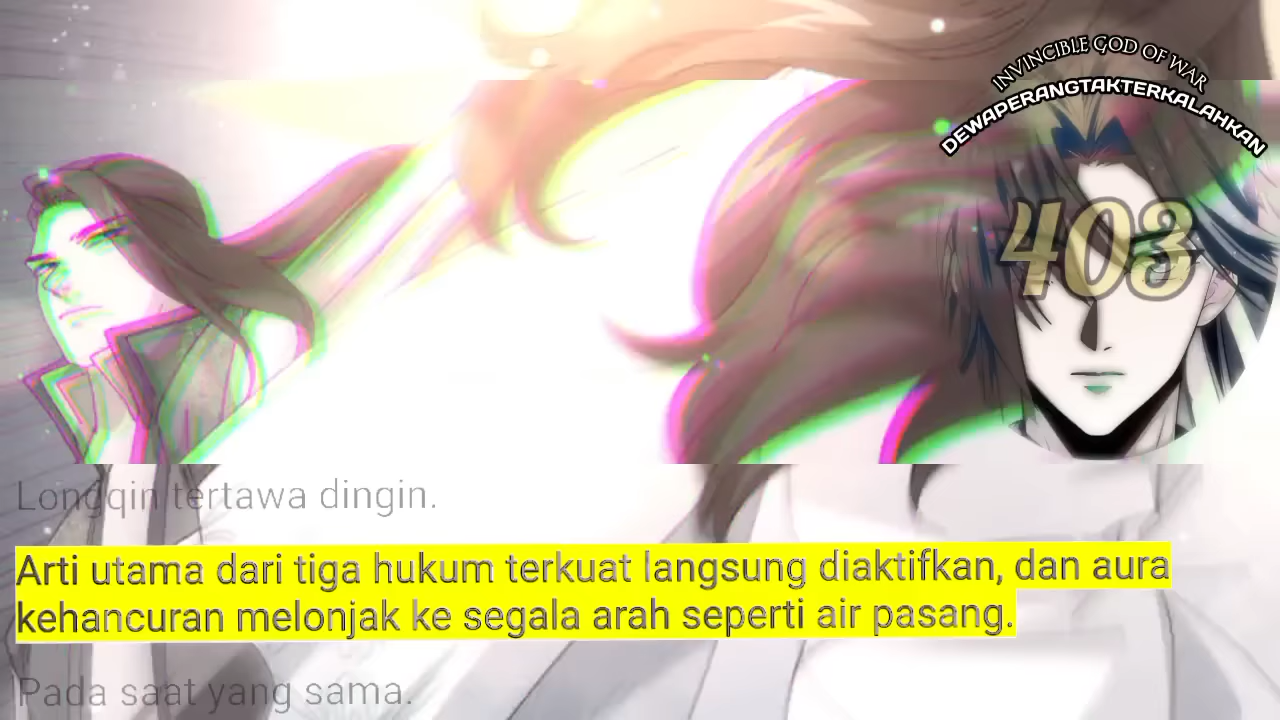 INVINCIBLE GOD OF WAR
DEWAPERANGTAKTERKALAHKAN
403
Longqin tertawa dingin.
Arti utama dari tiga hukum terkuat langsung diaktifkan, dan aura
kehancuran melonjak ke segala arah seperti air pasang.
Pada saat yang sama.